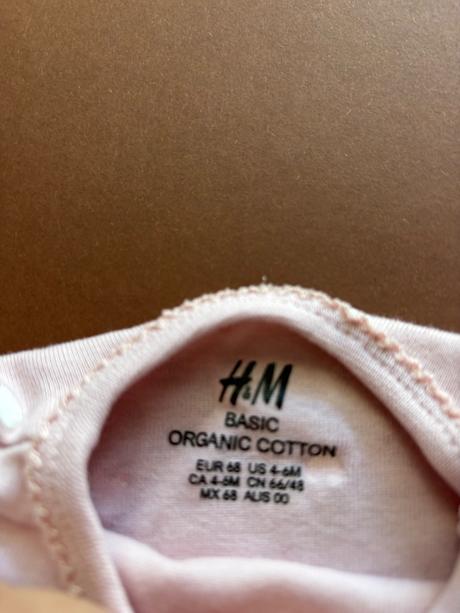 H&M
BASIC
ORGANIC COTTON
EUR 68 US 4-6M
CA 4-6M CN 66/48
MX 68 AUS 00